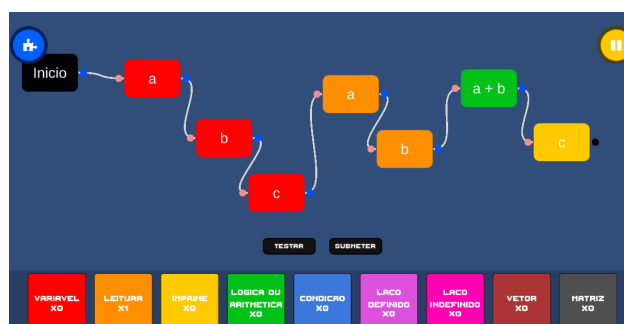 Inicio
a
b
c
a
b
a + b
c
TESTAR
SUBMETER
VARIAVEL
X0
LEITURA
X1
IMPRIME
X0
LOGICA OU
ARITMETICA
X0
CONDICAO
X0
LACO
DEFINIDO
X0
LACO
INDEFINIDO
X0
VETOR
X0
MATRIZ
X0